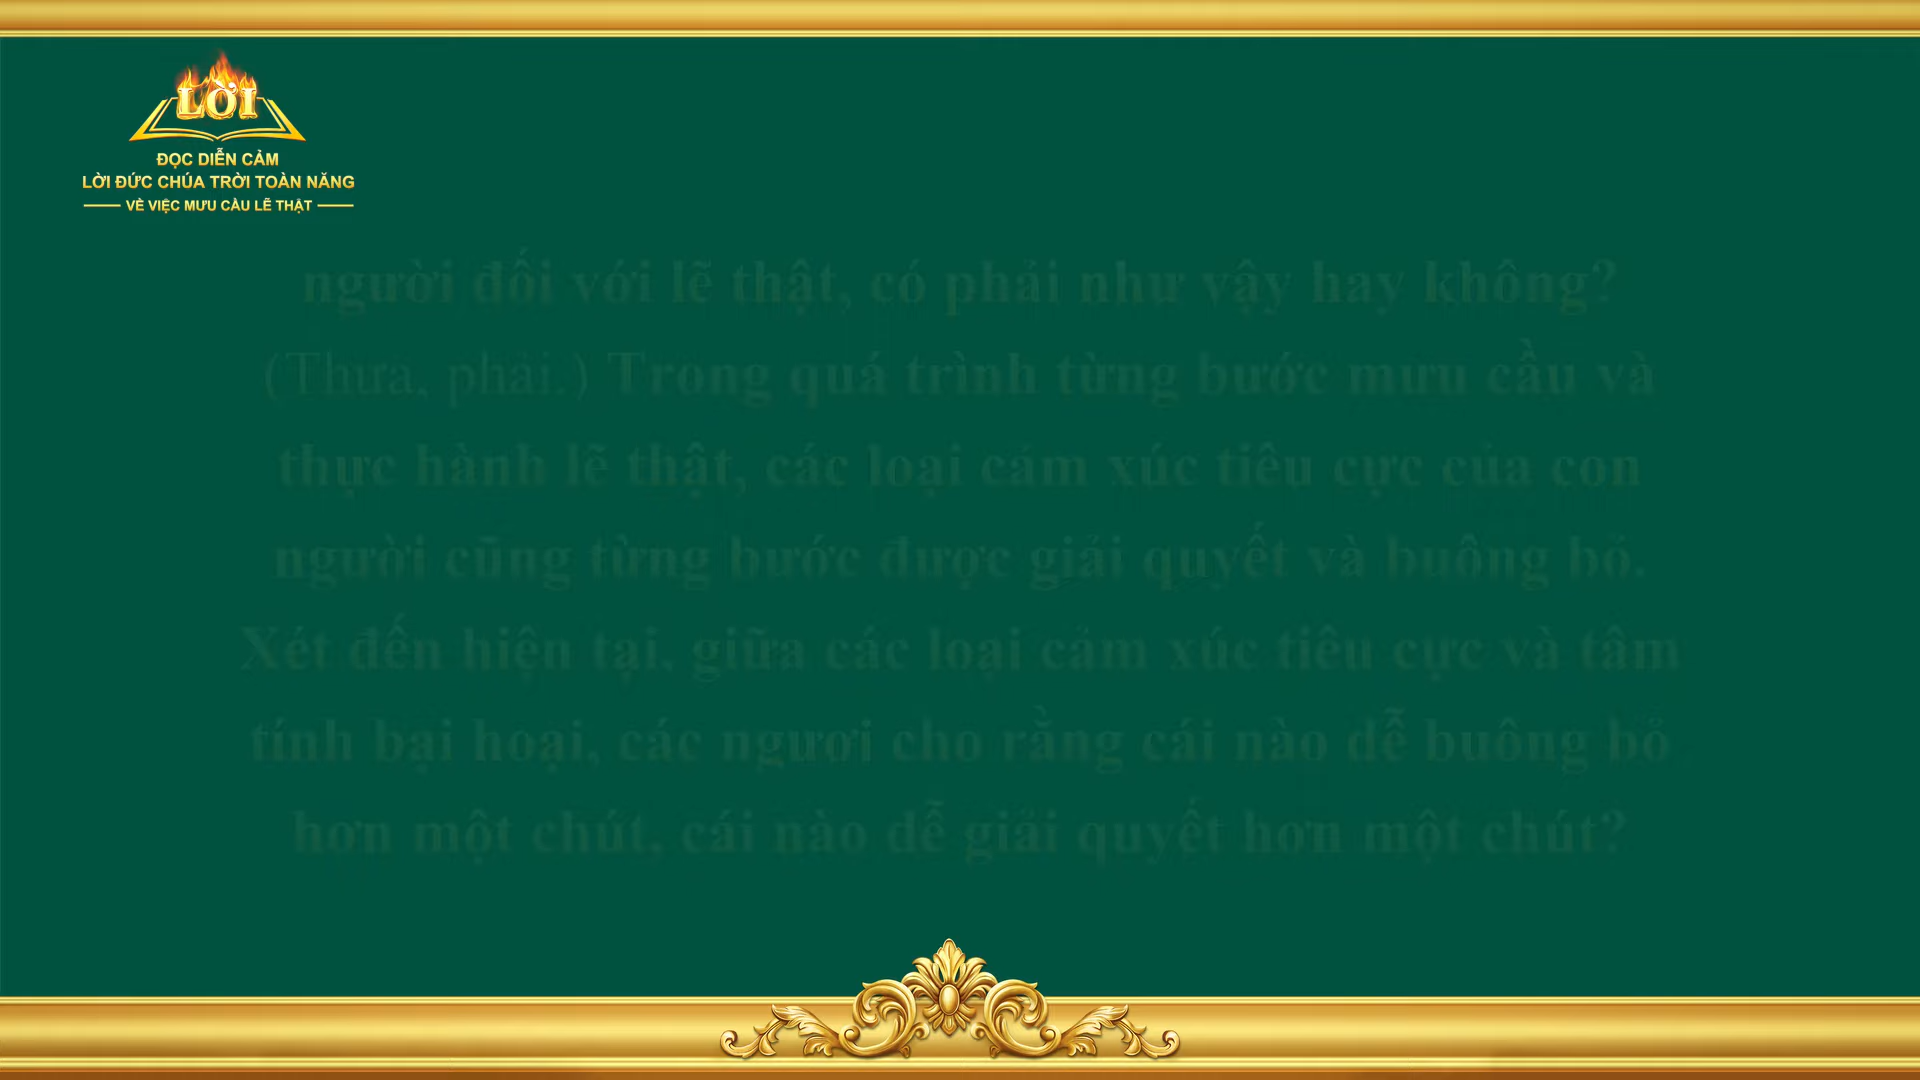 LỜI
ĐỌC DIỄN CẢM
LỜI ĐỨC CHÚA TRỜI TOÀN NĂNG
VỀ VIỆC MƯU CẦU LẼ THẬT
người đối với lẽ thật, có phải như vậy hay không?
(Thưa, phải.) Trong quá trình từng bước mưu cầu và
thực hành lẽ thật, các loại cảm xúc tiêu cực của con
người cũng từng bước được giải quyết và buông bỏ.
Xét đến hiện tại, giữa các loại cảm xúc tiêu cực và tâm
tính bại hoại, các ngươi cho rằng cái nào dễ buông bỏ
hơn một chút, cái nào dễ giải quyết hơn một chút?